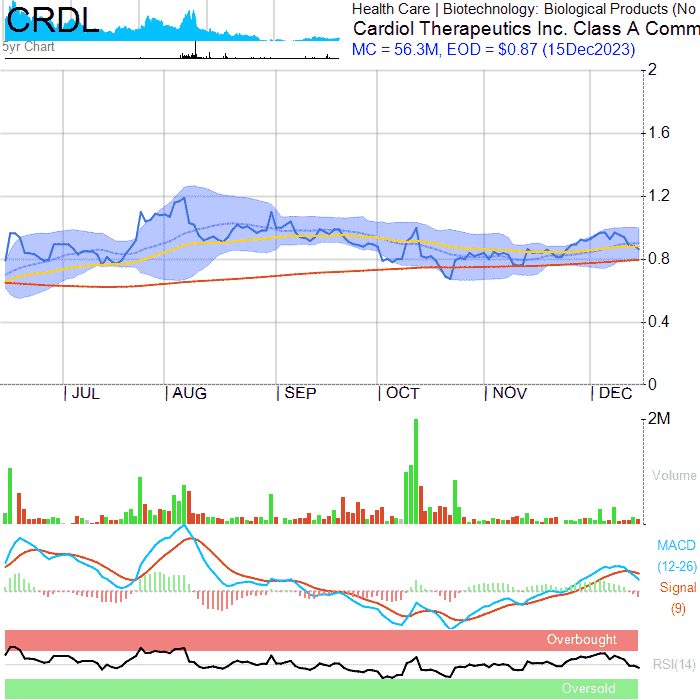 CRDL
5yr Chart
Health Care | Biotechnology: Biological Products (No
Cardiol Therapeutics Inc. Class A Comm
MC = 56.3M, EOD = $0.87 (15Dec2023)
2
1.6
1.2
0.8
0.4
0
| JUL | AUG | SEP | OCT | NOV | DEC
2M
Volume
MACD
(12-26)
Signal
(9)
Overbought
RSI(14)
Oversold